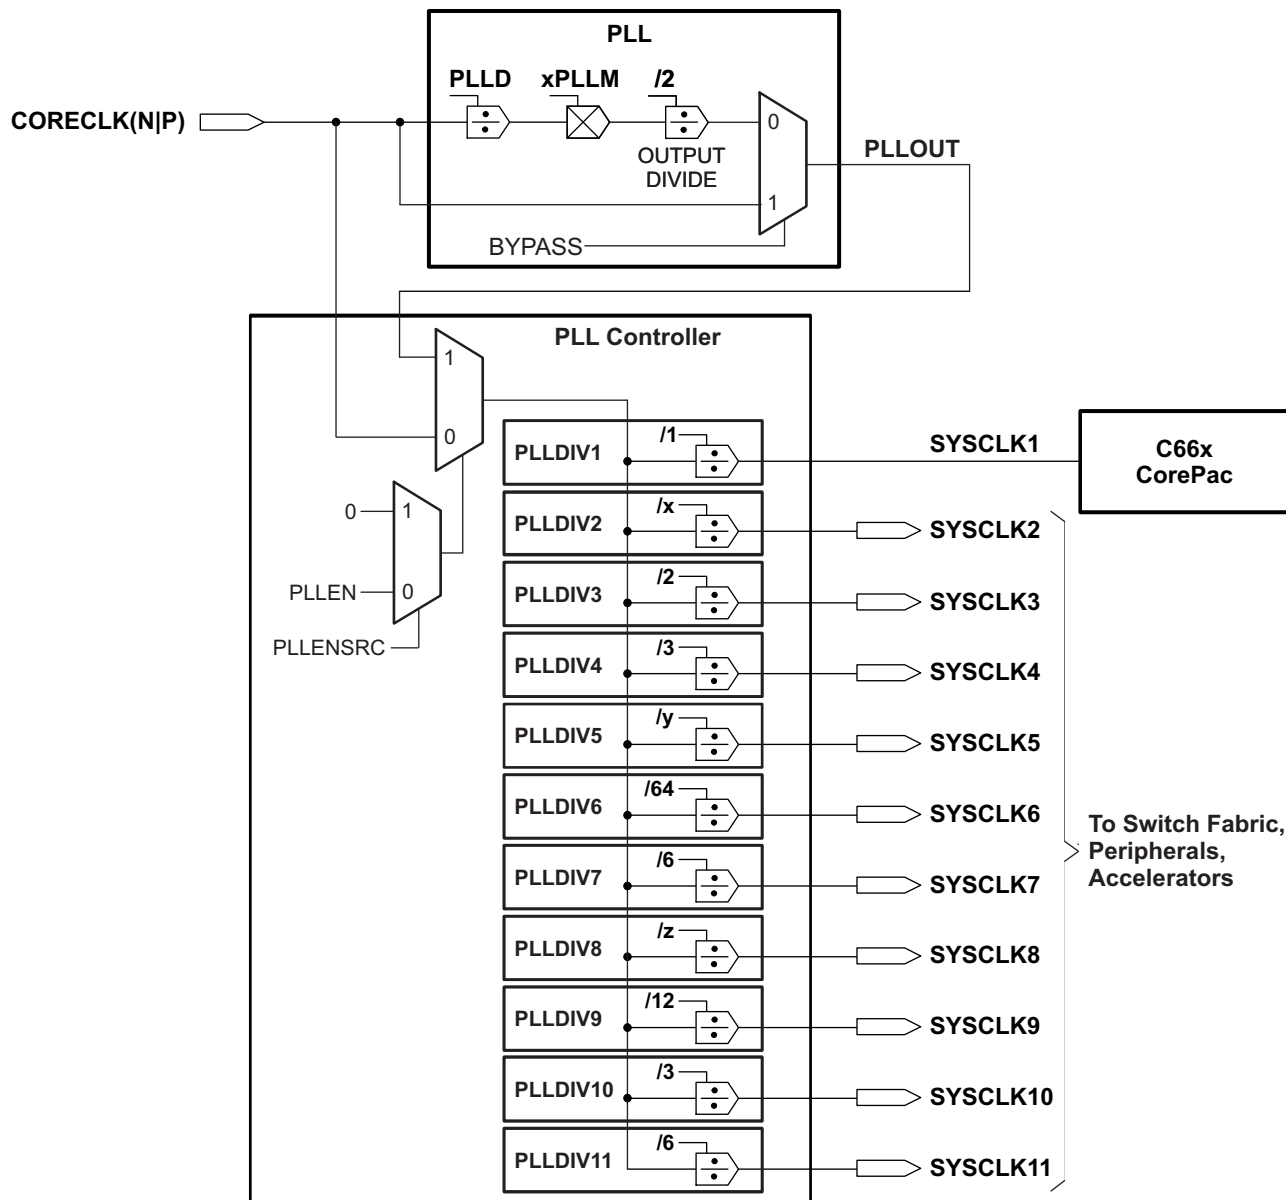 PLL
PLLD xPLLM /2
CORECLK(N|P)
0
OUTPUT
DIVIDE
PLLOUT
1
BYPASS
PLL Controller
1
0
PLLDIV1 /1 SYSCLK1
C66x
CorePac
0 1
PLLDIV2 /x SYSCLK2
PLLEN 0
PLLDIV3 /2 SYSCLK3
PLLENSRC
PLLDIV4 /3 SYSCLK4
PLLDIV5 /y SYSCLK5
PLLDIV6 /64 SYSCLK6
To Switch Fabric,
Peripherals,
Accelerators
PLLDIV7 /6 SYSCLK7
PLLDIV8 /z SYSCLK8
PLLDIV9 /12 SYSCLK9
PLLDIV10 /3 SYSCLK10
PLLDIV11 /6 SYSCLK11